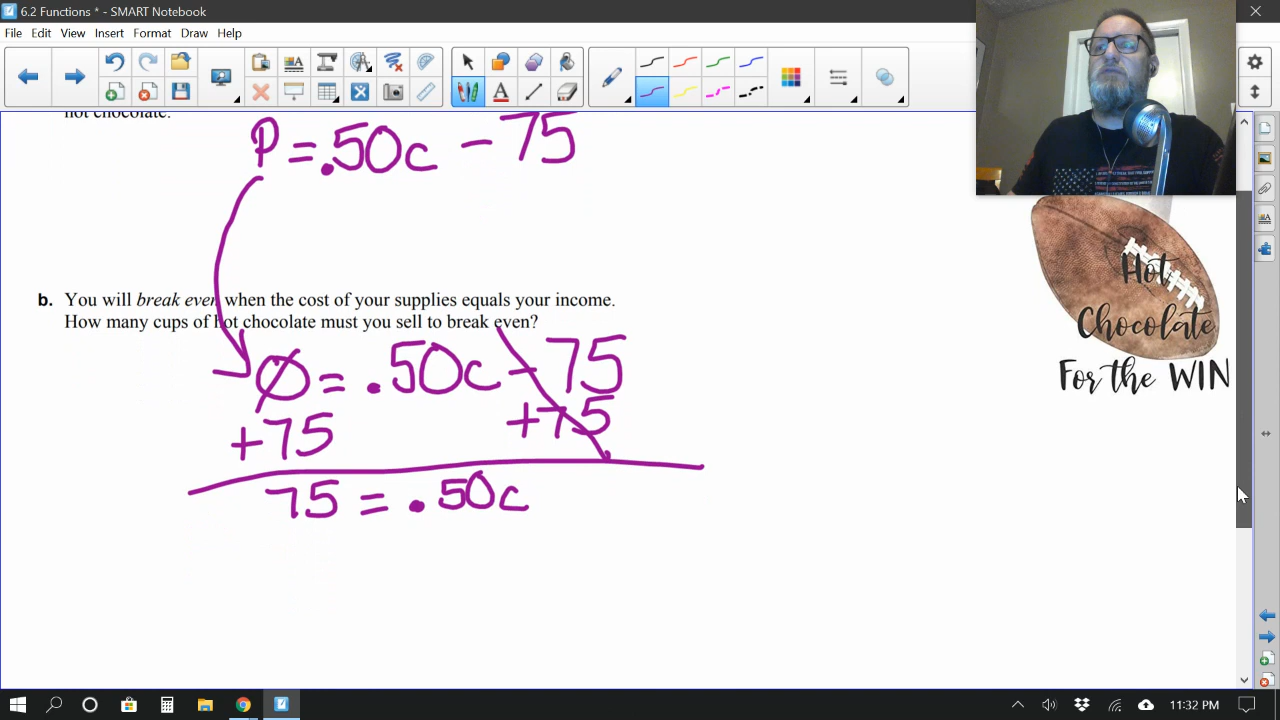 6.2 Functions * - SMART Notebook
File Edit View Insert Format Draw Help
hot chocolate.
P = .50c - 75
b. You will break even when the cost of your supplies equals your income.
How many cups of hot chocolate must you sell to break even?
0 = .50c - 75
+75 +75
75 = .50c
Hot
Chocolate
For the WIN
11:32 PM